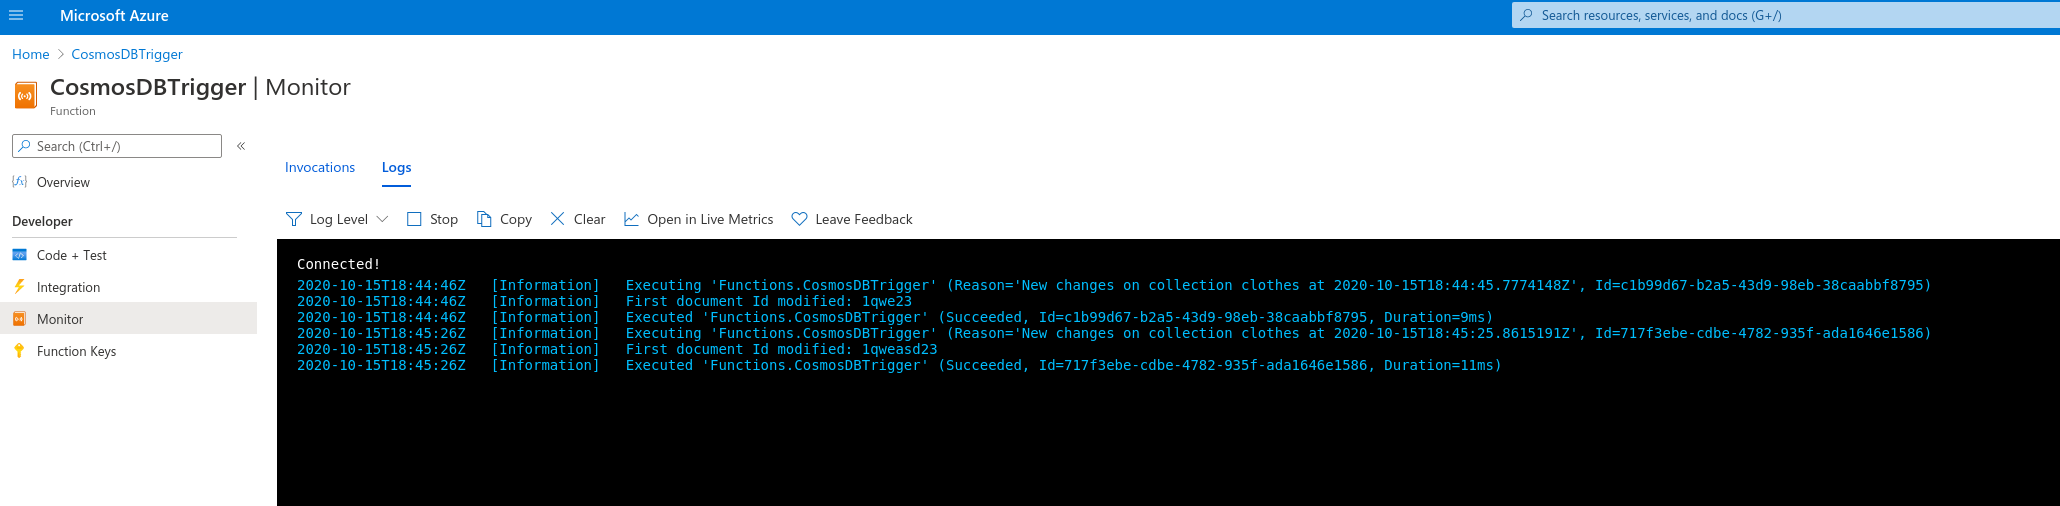 Microsoft Azure
Search resources, services, and docs (G+/)
Home > CosmosDBTrigger
CosmosDBTrigger | Monitor
Function
Search (Ctrl+/)
«
Overview
Developer
Code + Test
Integration
Monitor
Function Keys
Invocations Logs
Log Level Stop Copy Clear Open in Live Metrics Leave Feedback
Connected!
2020-10-15T18:44:46Z [Information] Executing 'Functions.CosmosDBTrigger' (Reason='New changes on collection clothes at 2020-10-15T18:44:45.7774148Z', Id=c1b99d67-b2a5-43d9-98eb-38caabbf8795)
2020-10-15T18:44:46Z [Information] First document Id modified: 1qwe23
2020-10-15T18:44:46Z [Information] Executed 'Functions.CosmosDBTrigger' (Succeeded, Id=c1b99d67-b2a5-43d9-98eb-38caabbf8795, Duration=9ms)
2020-10-15T18:45:26Z [Information] Executing 'Functions.CosmosDBTrigger' (Reason='New changes on collection clothes at 2020-10-15T18:45:25.8615191Z', Id=717f3ebe-cdbe-4782-935f-ada1646e1586)
2020-10-15T18:45:26Z [Information] First document Id modified: 1qweasd23
2020-10-15T18:45:26Z [Information] Executed 'Functions.CosmosDBTrigger' (Succeeded, Id=717f3ebe-cdbe-4782-935f-ada1646e1586, Duration=11ms)